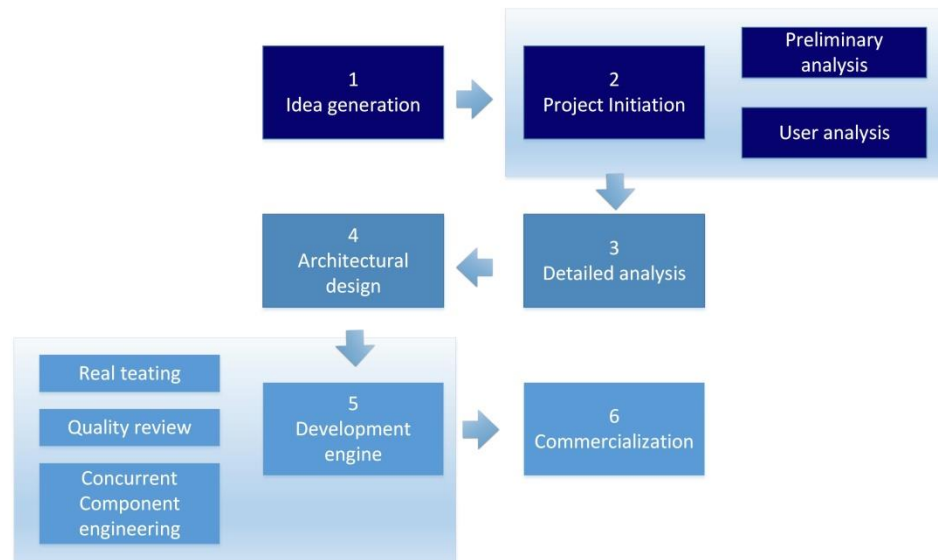 1
Idea generation
2
Project Initiation
Preliminary
analysis
User analysis
4
Architectural
design
3
Detailed analysis
Real teating
Quality review
Concurrent
Component
engineering
5
Development
engine
6
Commercialization